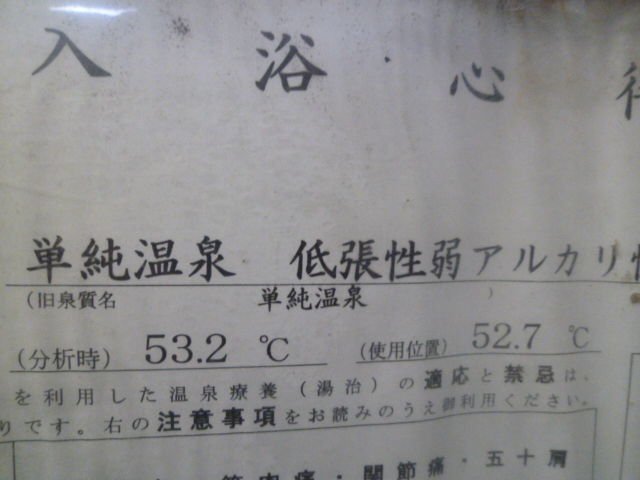 入浴心
単純温泉 低張性弱アルカリ
(旧泉質名 単純温泉 )
(分析時) 53.2 ℃ (使用位置) 52.7 ℃
を利用した温泉療養(湯治)の適応と禁忌は、
りです。右の注意事項をお読みのうえ御利用ください。
肉痛・関節痛・五十肩